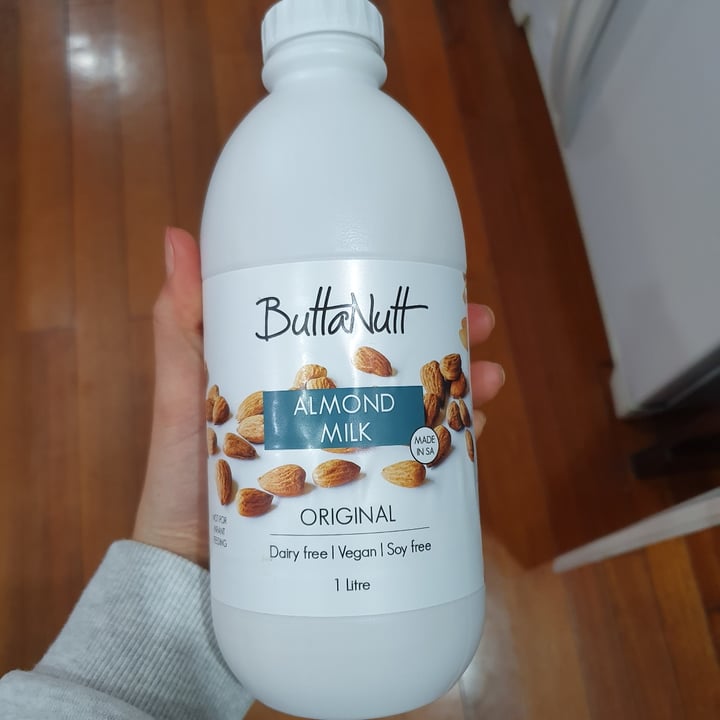 ButtaNutt
ALMOND
MILK
MADE
IN SA
ORIGINAL
NOT FOR
INFANT
FEEDING
Dairy free | Vegan | Soy free
1 Litre